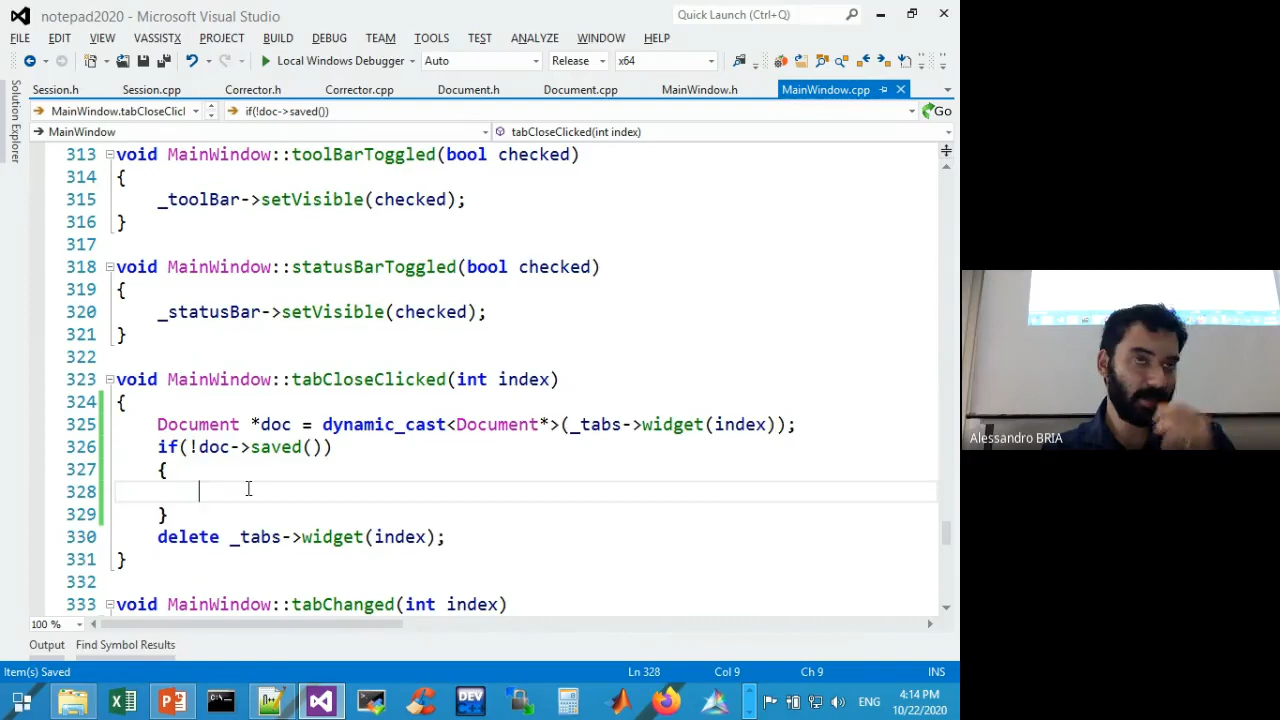 notepad2020 - Microsoft Visual Studio
Quick Launch (Ctrl+Q)
FILE EDIT VIEW VASSISTX PROJECT BUILD DEBUG TEAM TOOLS TEST ANALYZE WINDOW HELP
Local Windows Debugger Auto Release x64
Session.h Session.cpp Corrector.h Corrector.cpp Document.h Document.cpp MainWindow.h MainWindow.cpp
MainWindow.tabCloseClicl if(!doc->saved()) Go
MainWindow tabCloseClicked(int index)
Solution Explorer
313 void MainWindow::toolBarToggled(bool checked)
314 {
315 _toolBar->setVisible(checked);
316 }
317
318 void MainWindow::statusBarToggled(bool checked)
319 {
320 _statusBar->setVisible(checked);
321 }
322
323 void MainWindow::tabCloseClicked(int index)
324 {
325 Document *doc = dynamic_cast<Document*>(_tabs->widget(index));
326 if(!doc->saved())
327 {
328
329 }
330 delete _tabs->widget(index);
331 }
332
333 void MainWindow::tabChanged(int index)
100 %
Output Find Symbol Results
Item(s) Saved Ln 328 Col 9 Ch 9 INS
DEV
ENG
4:14 PM
10/22/2020
Alessandro BRIA